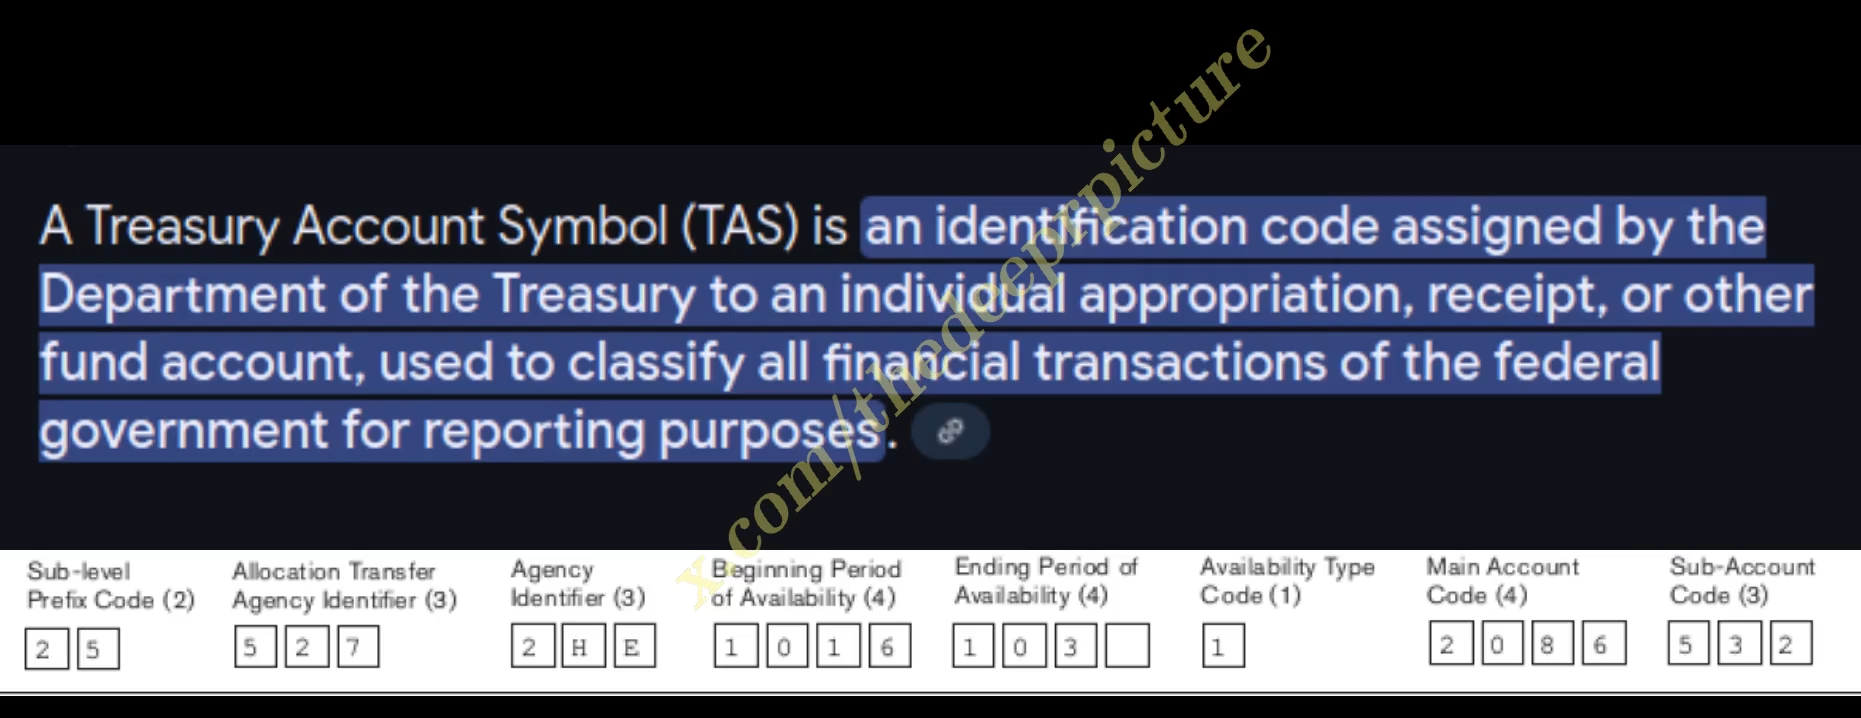 A Treasury Account Symbol (TAS) is an identification code assigned by the
Department of the Treasury to an individual appropriation, receipt, or other
fund account, used to classify all financial transactions of the federal
government for reporting purposes.
x.com/thedeeprpicture
Sub-level Prefix Code (2)
2 5
Allocation Transfer Agency Identifier (3)
5 2 7
Agency Identifier (3)
2 H E
Beginning Period of Availability (4)
1 0 1 6
Ending Period of Availability (4)
1 0 3
Availability Type Code (1)
1
Main Account Code (4)
2 0 8 6
Sub-Account Code (3)
5 3 2